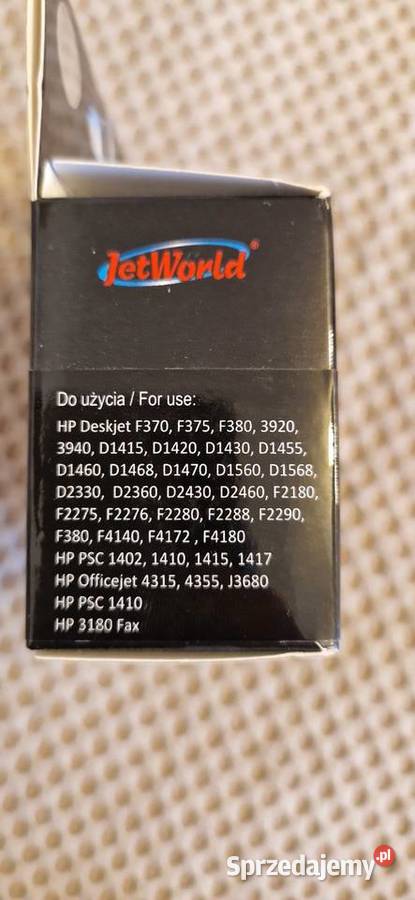 JetWorld®
Do użycia / For use:
HP Deskjet F370, F375, F380, 3920,
3940, D1415, D1420, D1430, D1455,
D1460, D1468, D1470, D1560, D1568,
D2330, D2360, D2430, D2460, F2180,
F2275, F2276, F2280, F2288, F2290,
F380, F4140, F4172 , F4180
HP PSC 1402, 1410, 1415, 1417
HP Officejet 4315, 4355, J3680
HP PSC 1410
HP 3180 Fax
Sprzedajemy.pl